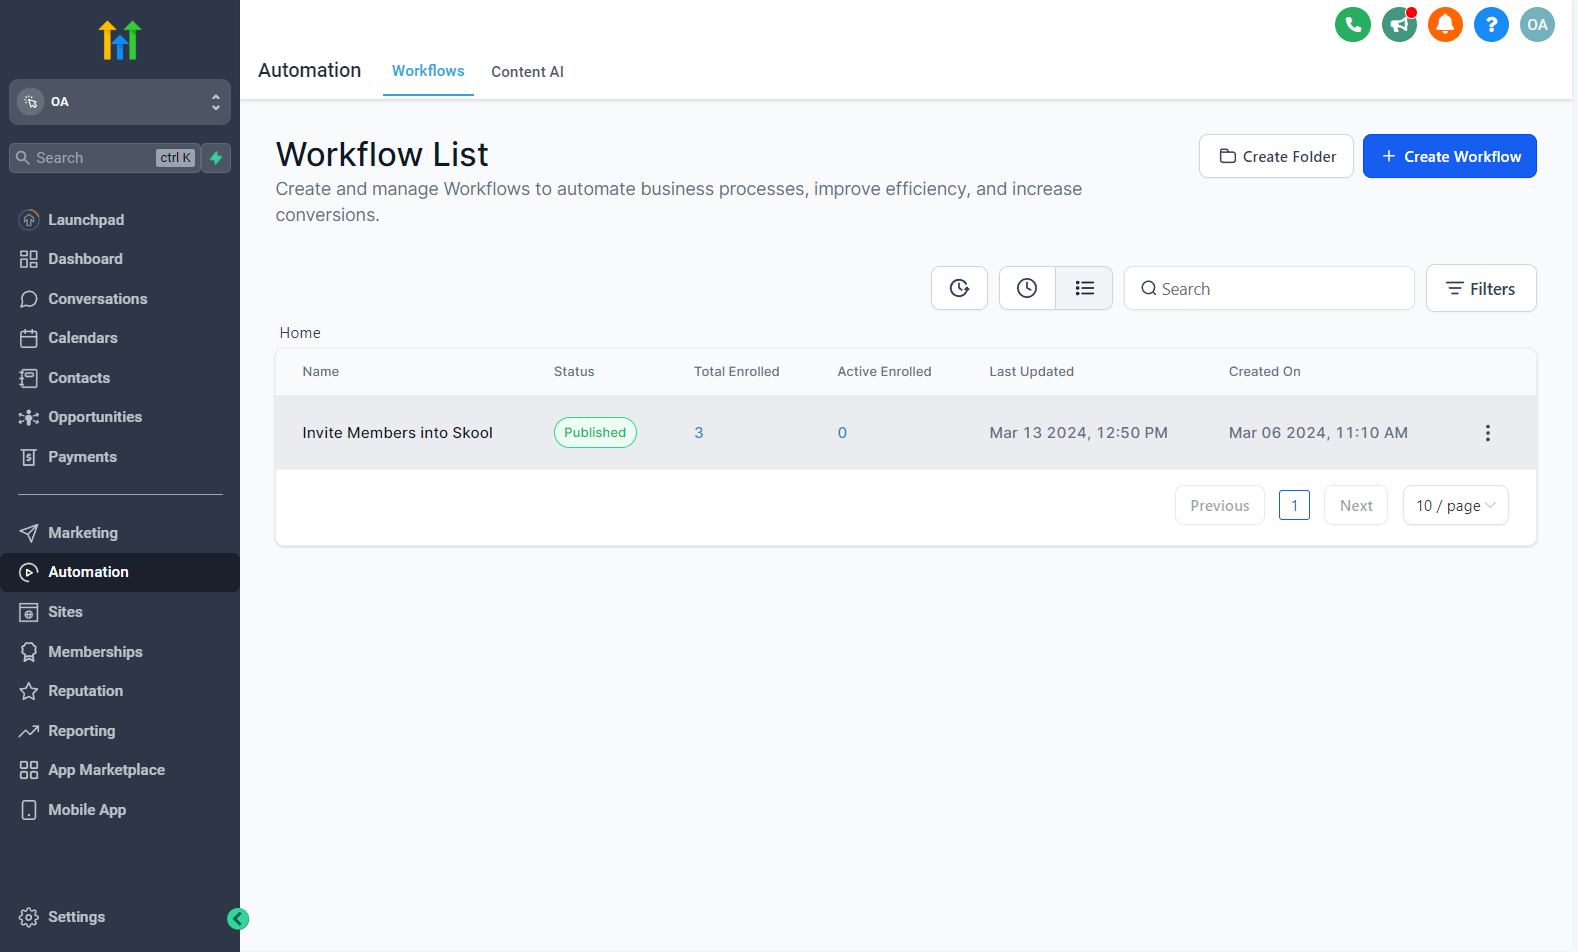 OA
Search
ctrl K
Launchpad
Dashboard
Conversations
Calendars
Contacts
Opportunities
Payments
Marketing
Automation
Sites
Memberships
Reputation
Reporting
App Marketplace
Mobile App
Settings
Automation
Workflows
Content AI
?
OA
Workflow List
Create and manage Workflows to automate business processes, improve efficiency, and increase
conversions.
Create Folder
+ Create Workflow
Search
Filters
Home
Name Status Total Enrolled Active Enrolled Last Updated Created On
Invite Members into Skool Published 3 0 Mar 13 2024, 12:50 PM Mar 06 2024, 11:10 AM
Previous 1 Next 10 / page